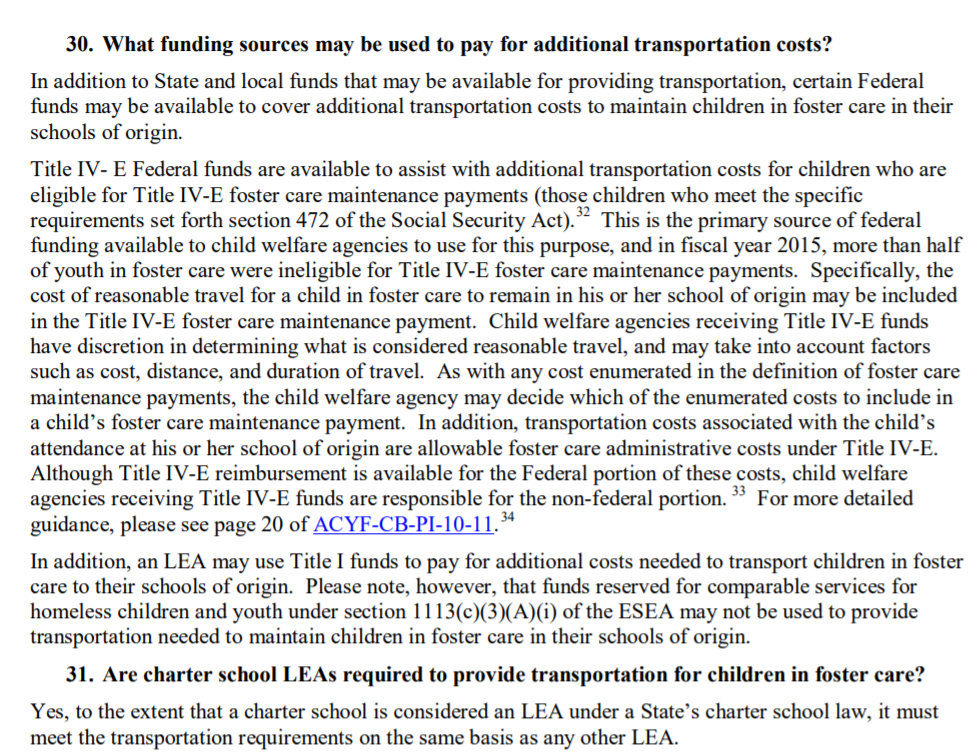 30. What funding sources may be used to pay for additional transportation costs?
In addition to State and local funds that may be available for providing transportation, certain Federal
funds may be available to cover additional transportation costs to maintain children in foster care in their
schools of origin.
Title IV- E Federal funds are available to assist with additional transportation costs for children who are
eligible for Title IV-E foster care maintenance payments (those children who meet the specific
requirements set forth section 472 of the Social Security Act).32 This is the primary source of federal
funding available to child welfare agencies to use for this purpose, and in fiscal year 2015, more than half
of youth in foster care were ineligible for Title IV-E foster care maintenance payments. Specifically, the
cost of reasonable travel for a child in foster care to remain in his or her school of origin may be included
in the Title IV-E foster care maintenance payment. Child welfare agencies receiving Title IV-E funds
have discretion in determining what is considered reasonable travel, and may take into account factors
such as cost, distance, and duration of travel. As with any cost enumerated in the definition of foster care
maintenance payments, the child welfare agency may decide which of the enumerated costs to include in
a child's foster care maintenance payment. In addition, transportation costs associated with the child's
attendance at his or her school of origin are allowable foster care administrative costs under Title IV-E.
Although Title IV-E reimbursement is available for the Federal portion of these costs, child welfare
agencies receiving Title IV-E funds are responsible for the non-federal portion. 33 For more detailed
guidance, please see page 20 of ACYF-CB-PI-10-11.34
In addition, an LEA may use Title I funds to pay for additional costs needed to transport children in foster
care to their schools of origin. Please note, however, that funds reserved for comparable services for
homeless children and youth under section 1113(c)(3)(A)(i) of the ESEA may not be used to provide
transportation needed to maintain children in foster care in their schools of origin.
31. Are charter school LEAs required to provide transportation for children in foster care?
Yes, to the extent that a charter school is considered an LEA under a State's charter school law, it must
meet the transportation requirements on the same basis as any other LEA.